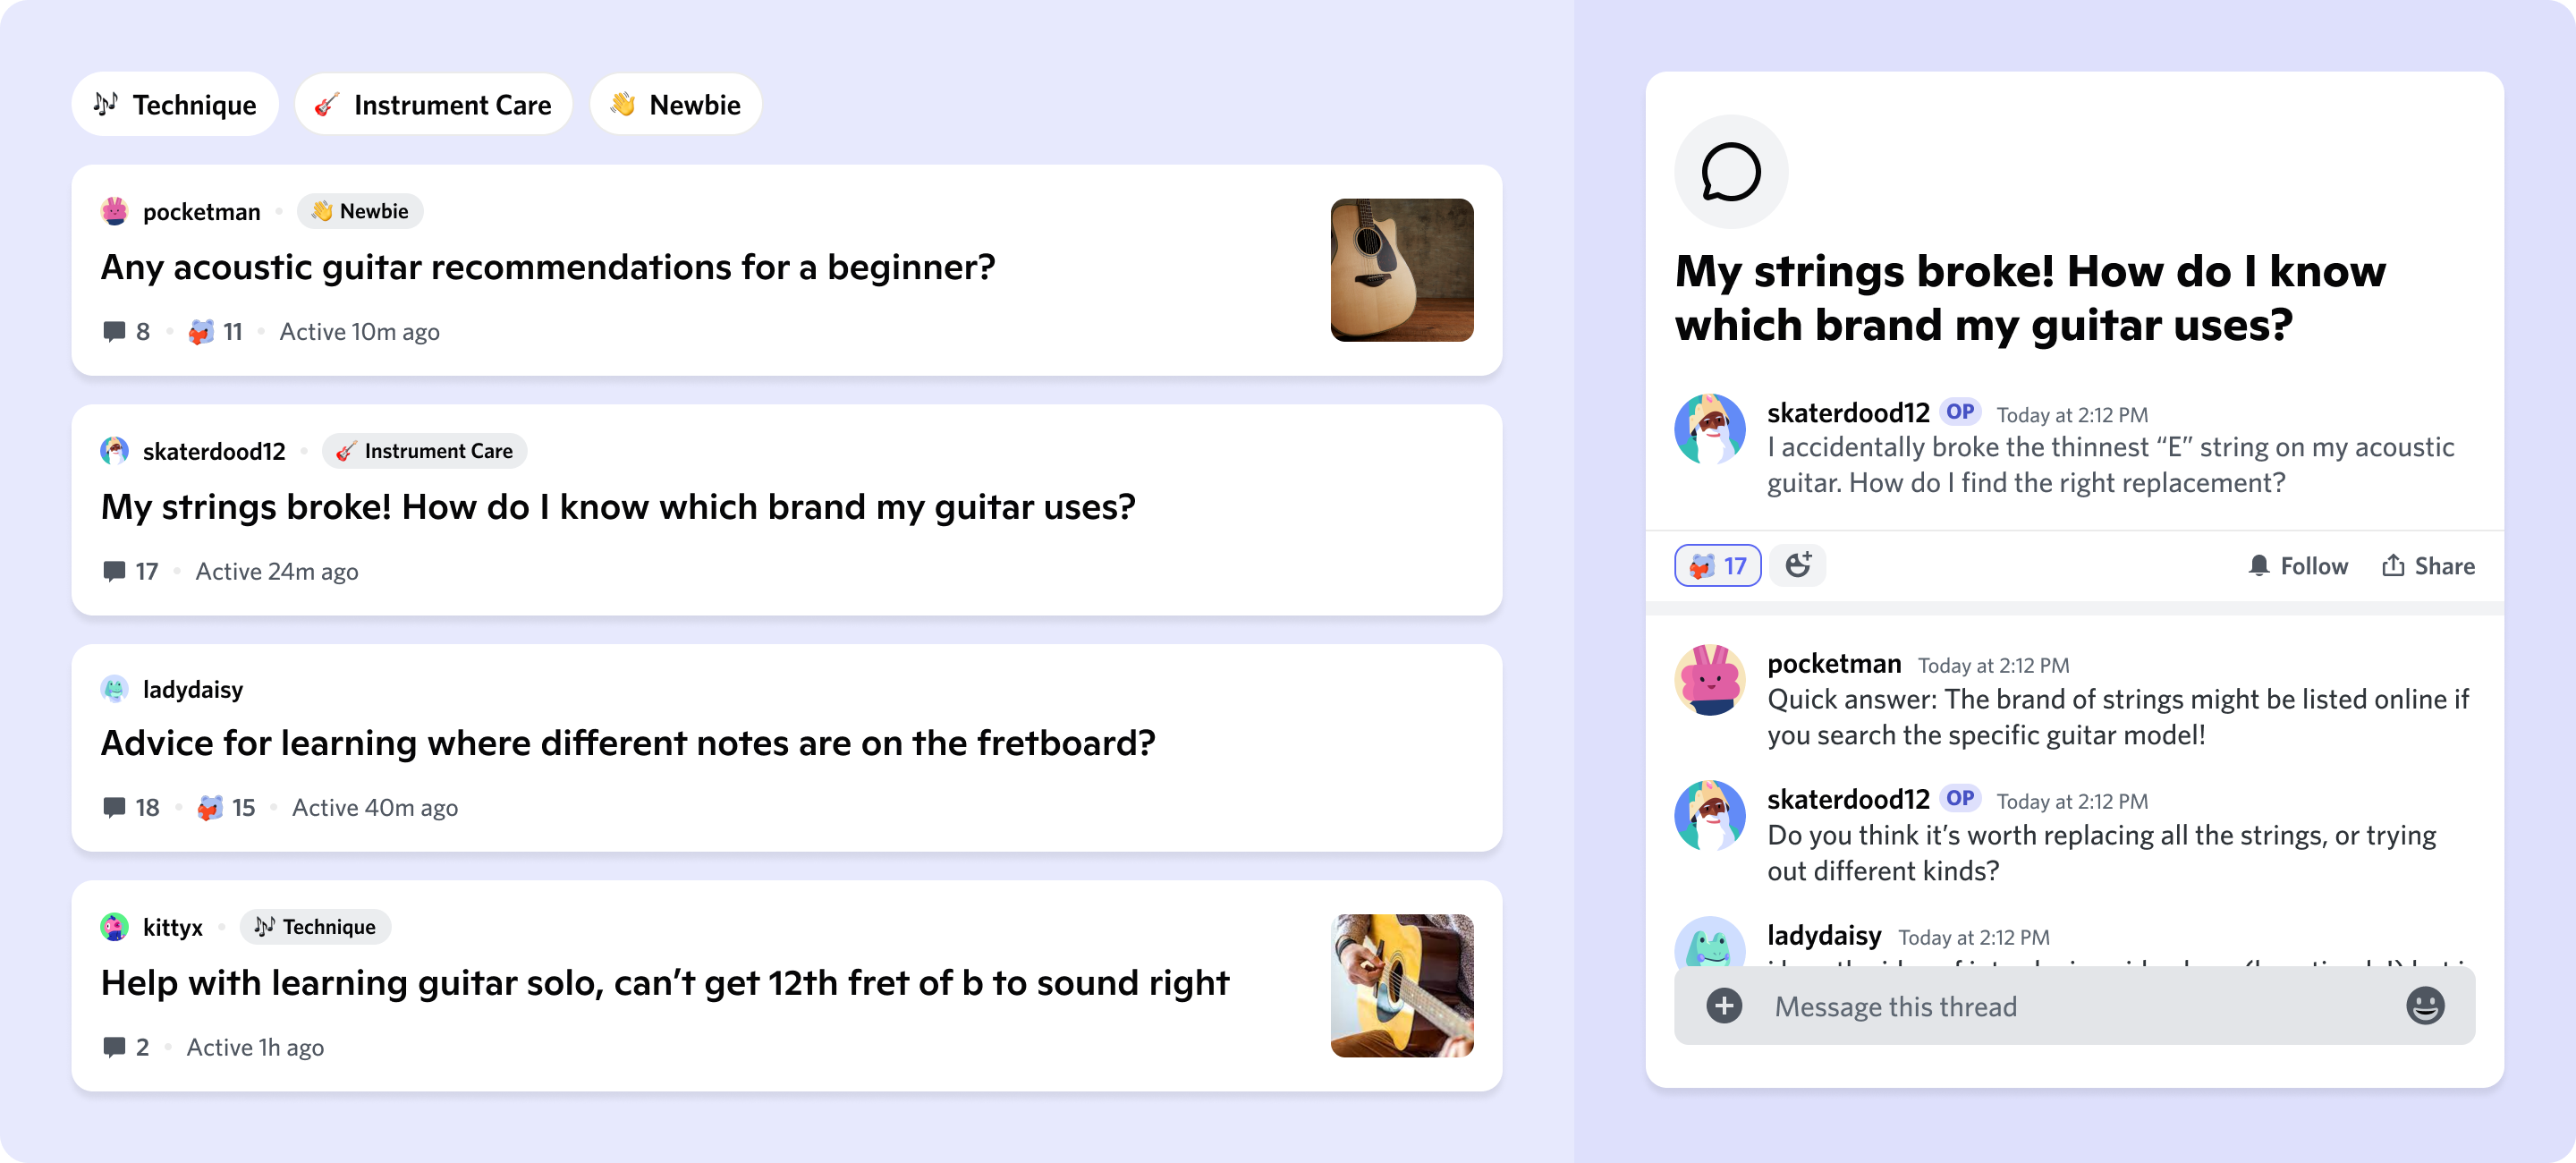 Technique
Instrument Care
Newbie
pocketman
Newbie
Any acoustic guitar recommendations for a beginner?
8
11
Active 10m ago
skaterdood12
Instrument Care
My strings broke! How do I know which brand my guitar uses?
17
Active 24m ago
ladydaisy
Advice for learning where different notes are on the fretboard?
18
15
Active 40m ago
kittyx
Technique
Help with learning guitar solo, can’t get 12th fret of b to sound right
2
Active 1h ago
My strings broke! How do I know
which brand my guitar uses?
skaterdood12 OP Today at 2:12 PM
I accidentally broke the thinnest “E” string on my acoustic
guitar. How do I find the right replacement?
17
Follow
Share
pocketman Today at 2:12 PM
Quick answer: The brand of strings might be listed online if
you search the specific guitar model!
skaterdood12 OP Today at 2:12 PM
Do you think it’s worth replacing all the strings, or trying
out different kinds?
ladydaisy Today at 2:12 PM
Message this thread